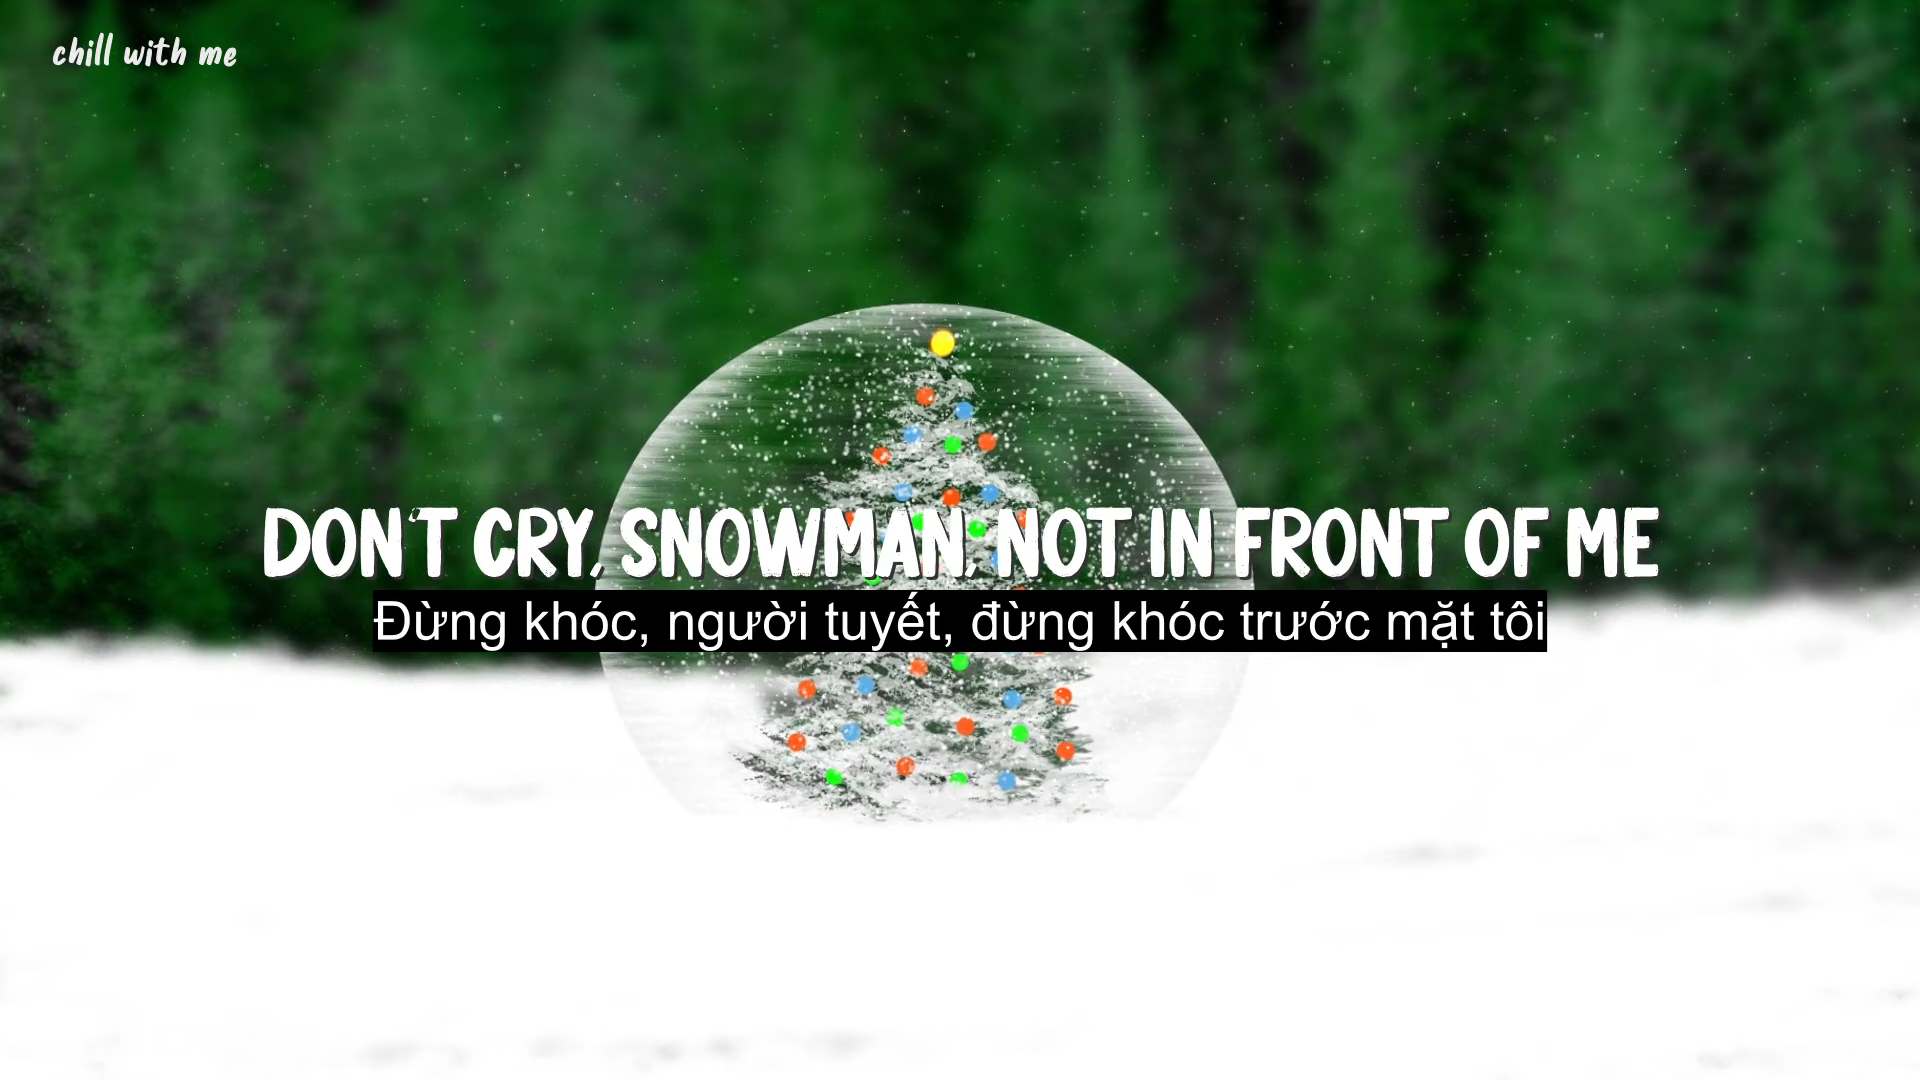 chill with me
DON'T CRY, SNOWMAN, NOT IN FRONT OF ME
Đừng khóc, người tuyết, đừng khóc trước mặt tôi